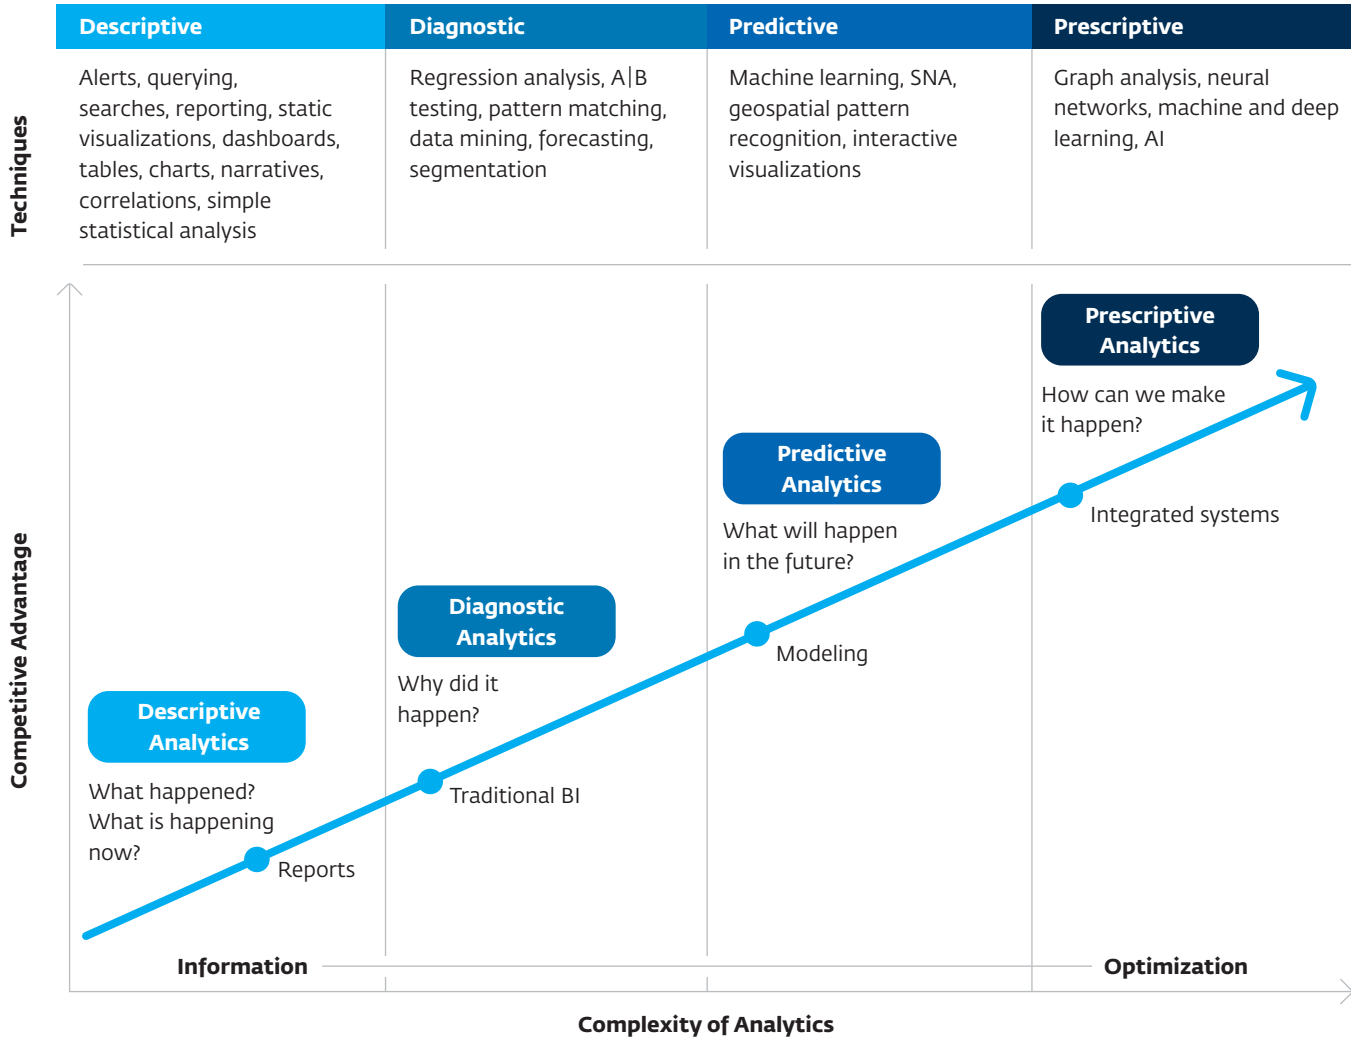 Descriptive
Diagnostic
Predictive
Prescriptive
Techniques
Alerts, querying,
searches, reporting, static
visualizations, dashboards,
tables, charts, narratives,
correlations, simple
statistical analysis
Regression analysis, A|B
testing, pattern matching,
data mining, forecasting,
segmentation
Machine learning, SNA,
geospatial pattern
recognition, interactive
visualizations
Graph analysis, neural
networks, machine and deep
learning, AI
Competitive Advantage
Prescriptive
Analytics
How can we make
it happen?
Integrated systems
Predictive
Analytics
What will happen
in the future?
Modeling
Diagnostic
Analytics
Why did it
happen?
Traditional BI
Descriptive
Analytics
What happened?
What is happening
now?
Reports
Information
Optimization
Complexity of Analytics